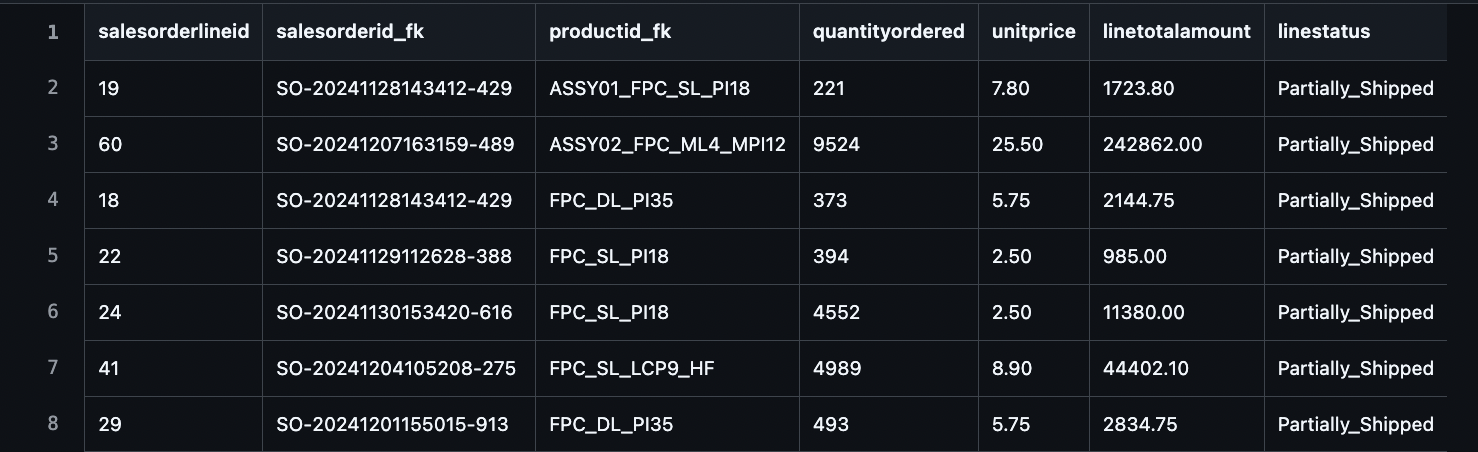 1 salesorderlineid salesorderid_fk productid_fk quantityordered unitprice linetotalamount linestatus
2 19 SO-20241128143412-429 ASSY01_FPC_SL_PI18 221 7.80 1723.80 Partially_Shipped
3 60 SO-20241207163159-489 ASSY02_FPC_ML4_MPI12 9524 25.50 242862.00 Partially_Shipped
4 18 SO-20241128143412-429 FPC_DL_PI35 373 5.75 2144.75 Partially_Shipped
5 22 SO-20241129112628-388 FPC_SL_PI18 394 2.50 985.00 Partially_Shipped
6 24 SO-20241130153420-616 FPC_SL_PI18 4552 2.50 11380.00 Partially_Shipped
7 41 SO-20241204105208-275 FPC_SL_LCP9_HF 4989 8.90 44402.10 Partially_Shipped
8 29 SO-20241201155015-913 FPC_DL_PI35 493 5.75 2834.75 Partially_Shipped